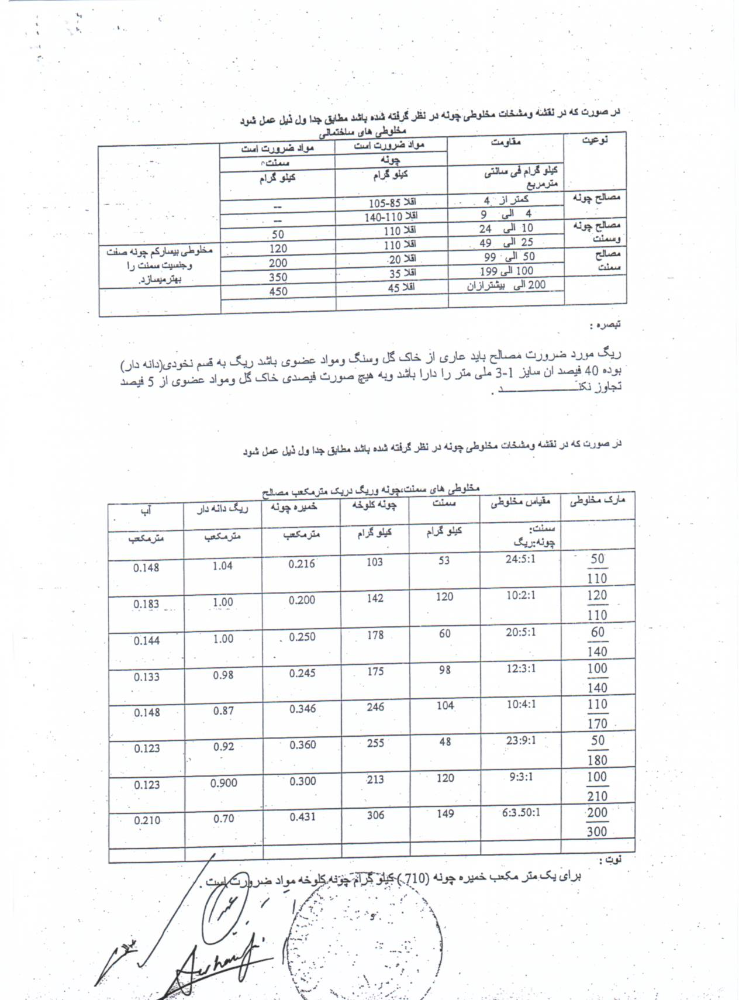 در صورت که در نقشه ومشخات مخلوطی چونه در نظر گرفته شده باشد مطابق جدا ول ذیل عمل شود
مخلوطی های ساختمالی
نوعیت مقاومت مواد ضرورت است مواد ضرورت است
چونه سمنت
کیلو گرام فی سانتی مترمربع کیلو گرام کیلو گرام
مصالح چونه کمتر از 4 اقلا 85-105 --
4 الی 9 اقلا 110-140 --
مصالح چونه وسمنت 10 الی 24 اقلا 110 50
25 الی 49 اقلا 110 120
مصالح سمنت 50 الی 99 اقلا 20 200
100 الی 199 اقلا 35 350
200 الی بیشترازان اقلا 45 450
مخلوطی بیسارکم چونه صفت
وجنسیت سمنت را
بهترمیسازد.
تبصره :
ریگ مورد ضرورت مصالح باید عاری از خاک گل وسنگ ومواد عضوی باشد ریگ به قسم نخودی(دانه دار)
بوده 40 فیصد ان سایز 1-3 ملی متر را دارا باشد وبه هیچ صورت فیصدی خاک گل ومواد عضوی از 5 فیصد
تجاوز نکنـــــــــــــد .
در صورت که در نقشه ومشخات مخلوطی چونه در نظر گرفته شده باشد مطابق جدا ول ذیل عمل شود
مخلوطی های سمنت،چونه وریگ دریک مترمکعب مصالح
مارک مخلوطی مقیاس مخلوطی سمنت چونه کلوخه خمیره چونه ریگ دانه دار آب
سمنت: چونه:ریگ کیلو گرام کیلو گرام مترمکعب مترمکعب مترمکعب
50/110 24:5:1 53 103 0.216 1.04 0.148
120/110 10:2:1 120 142 0.200 1.00 0.183
60/140 20:5:1 60 178 0.250 1.00 0.144
100/140 12:3:1 98 175 0.245 0.98 0.133
110/170 10:4:1 104 246 0.346 0.87 0.148
50/180 23:9:1 48 255 0.360 0.92 0.123
100/210 9:3:1 120 213 0.300 0.900 0.123
200/300 6:3.50:1 149 306 0.431 0.70 0.210
نوت :
برای یک متر مکعب خمیره چونه (710) کیلو گرام چونه کلوخه مواد ضرورت است .
5